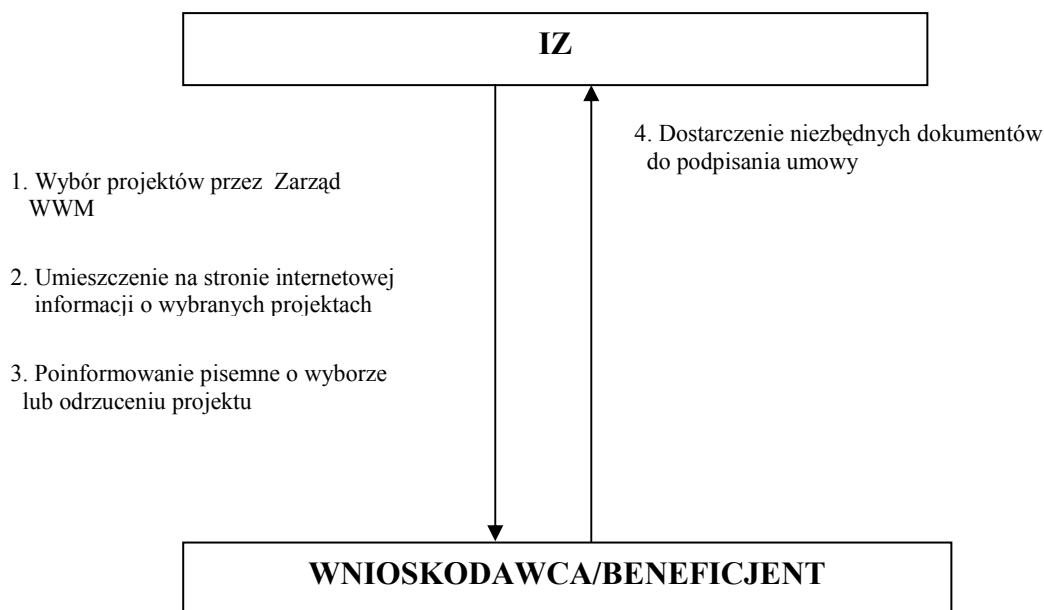 IZ
1. Wybór projektów przez Zarząd
WWM
2. Umieszczenie na stronie internetowej
informacji o wybranych projektach
3. Poinformowanie pisemne o wyborze
lub odrzuceniu projektu
4. Dostarczenie niezbędnych dokumentów
do podpisania umowy
WNIOSKODAWCA/BENEFICJENT